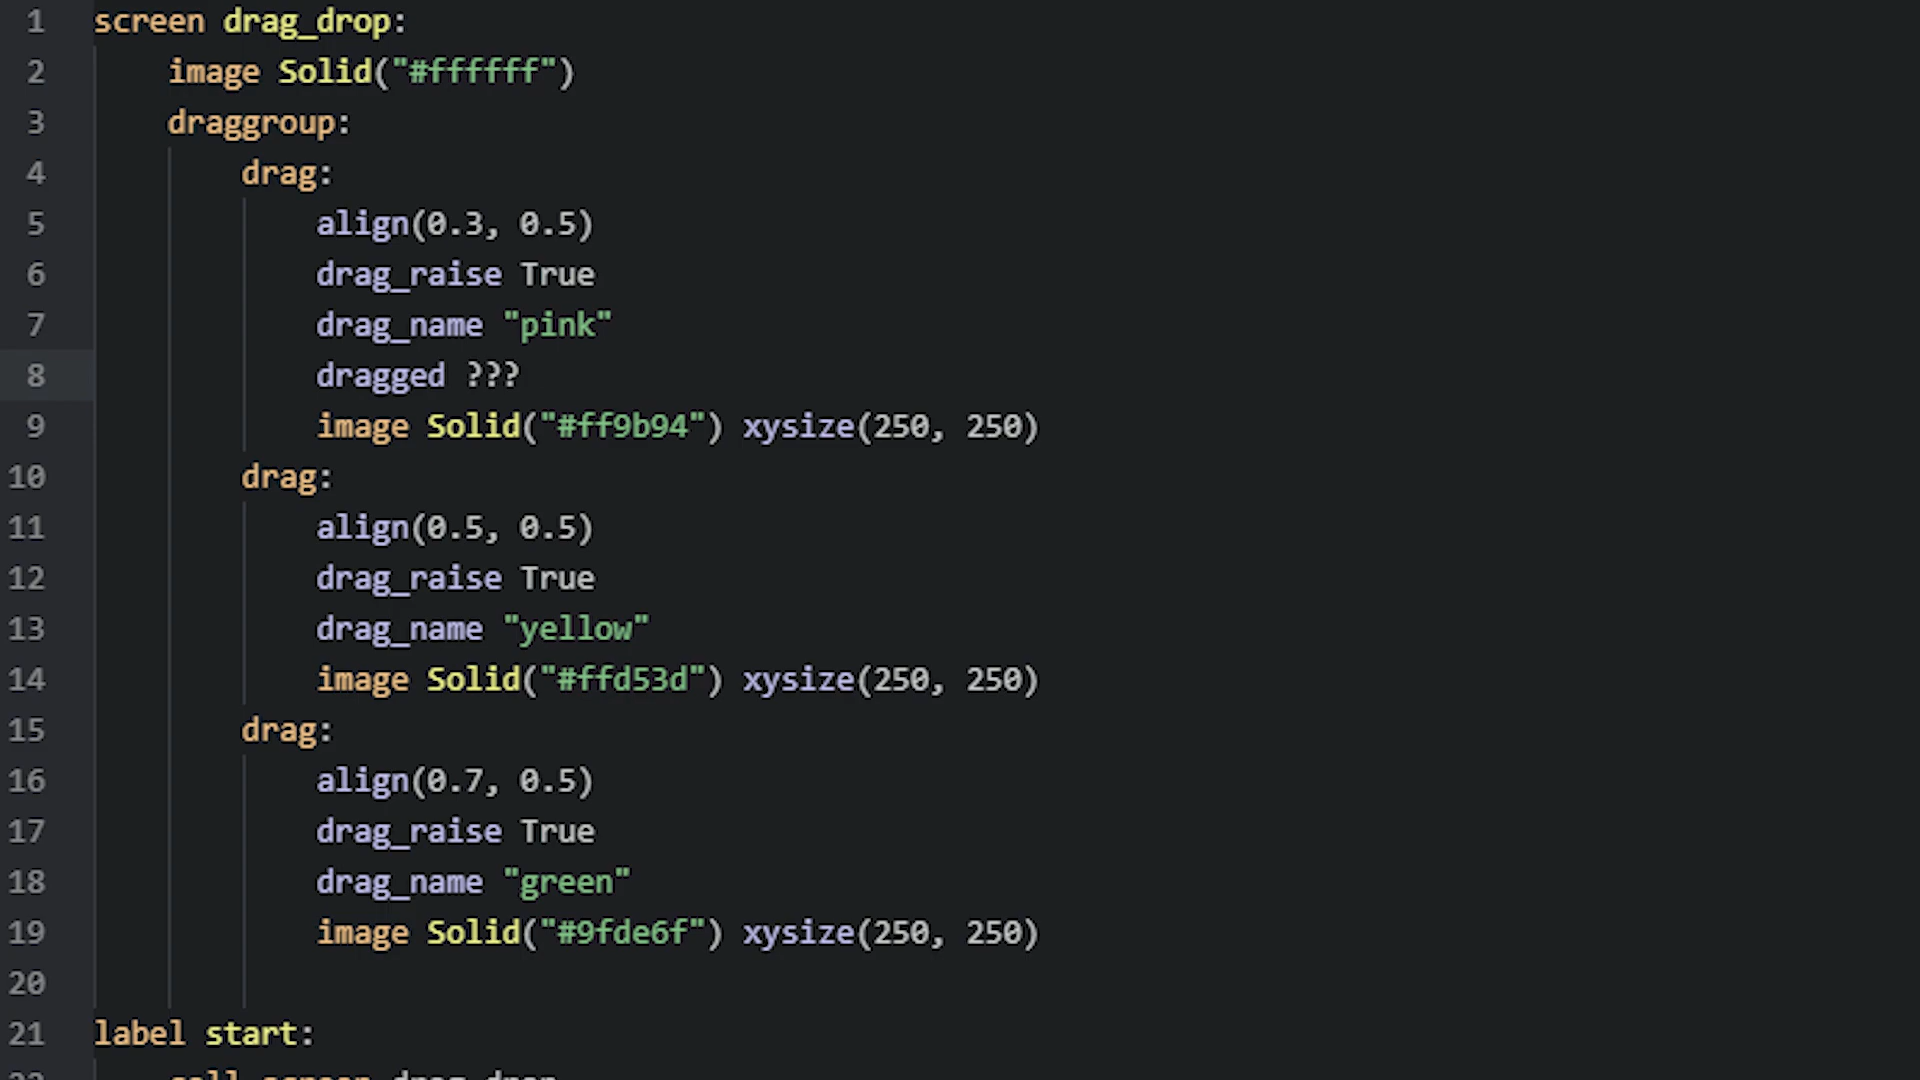 1 screen drag_drop:
2 image Solid("#ffffff")
3 draggroup:
4 drag:
5 align(0.3, 0.5)
6 drag_raise True
7 drag_name "pink"
8 dragged ???
9 image Solid("#ff9b94") xysize(250, 250)
10 drag:
11 align(0.5, 0.5)
12 drag_raise True
13 drag_name "yellow"
14 image Solid("#ffd53d") xysize(250, 250)
15 drag:
16 align(0.7, 0.5)
17 drag_raise True
18 drag_name "green"
19 image Solid("#9fde6f") xysize(250, 250)
20
21 label start:
22 call screen drag_drop